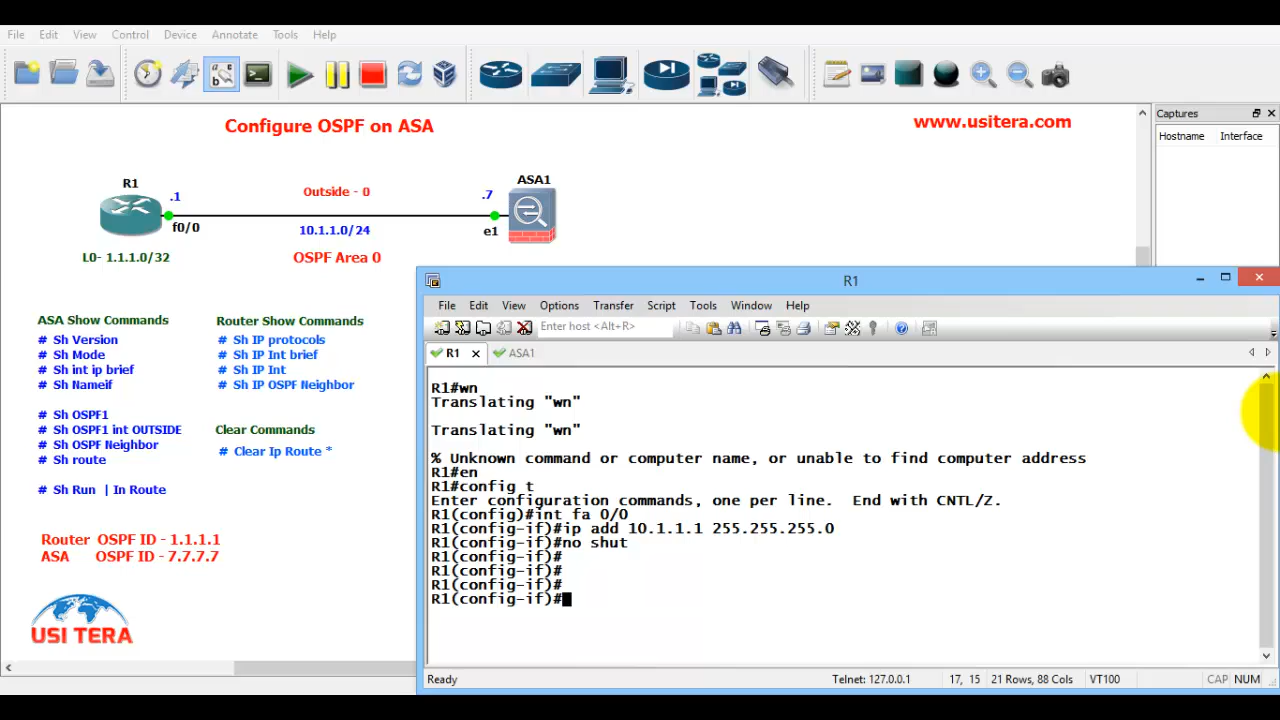 File Edit View Control Device Annotate Tools Help
Configure OSPF on ASA
www.usitera.com
Captures
Hostname Interface
R1
.1
Outside - 0
.7
ASA1
f0/0
10.1.1.0/24
e1
L0- 1.1.1.0/32
OSPF Area 0
ASA Show Commands
# Sh Version
# Sh Mode
# Sh int ip brief
# Sh Nameif
# Sh OSPF1
# Sh OSPF1 int OUTSIDE
# Sh OSPF Neighbor
# Sh route
# Sh Run | In Route
Router Show Commands
# Sh IP protocols
# Sh IP Int brief
# Sh IP Int
# Sh IP OSPF Neighbor
Clear Commands
# Clear Ip Route *
Router OSPF ID - 1.1.1.1
ASA OSPF ID - 7.7.7.7
USI TERA
R1
File Edit View Options Transfer Script Tools Window Help
Enter host <Alt+R>
R1 ASA1
R1#wn
Translating "wn"
Translating "wn"
% Unknown command or computer name, or unable to find computer address
R1#en
R1#config t
Enter configuration commands, one per line.  End with CNTL/Z.
R1(config)#int fa 0/0
R1(config-if)#ip add 10.1.1.1 255.255.255.0
R1(config-if)#no shut
R1(config-if)#
R1(config-if)#
R1(config-if)#
R1(config-if)#
Ready Telnet: 127.0.0.1 17, 15 21 Rows, 88 Cols VT100 CAP NUM